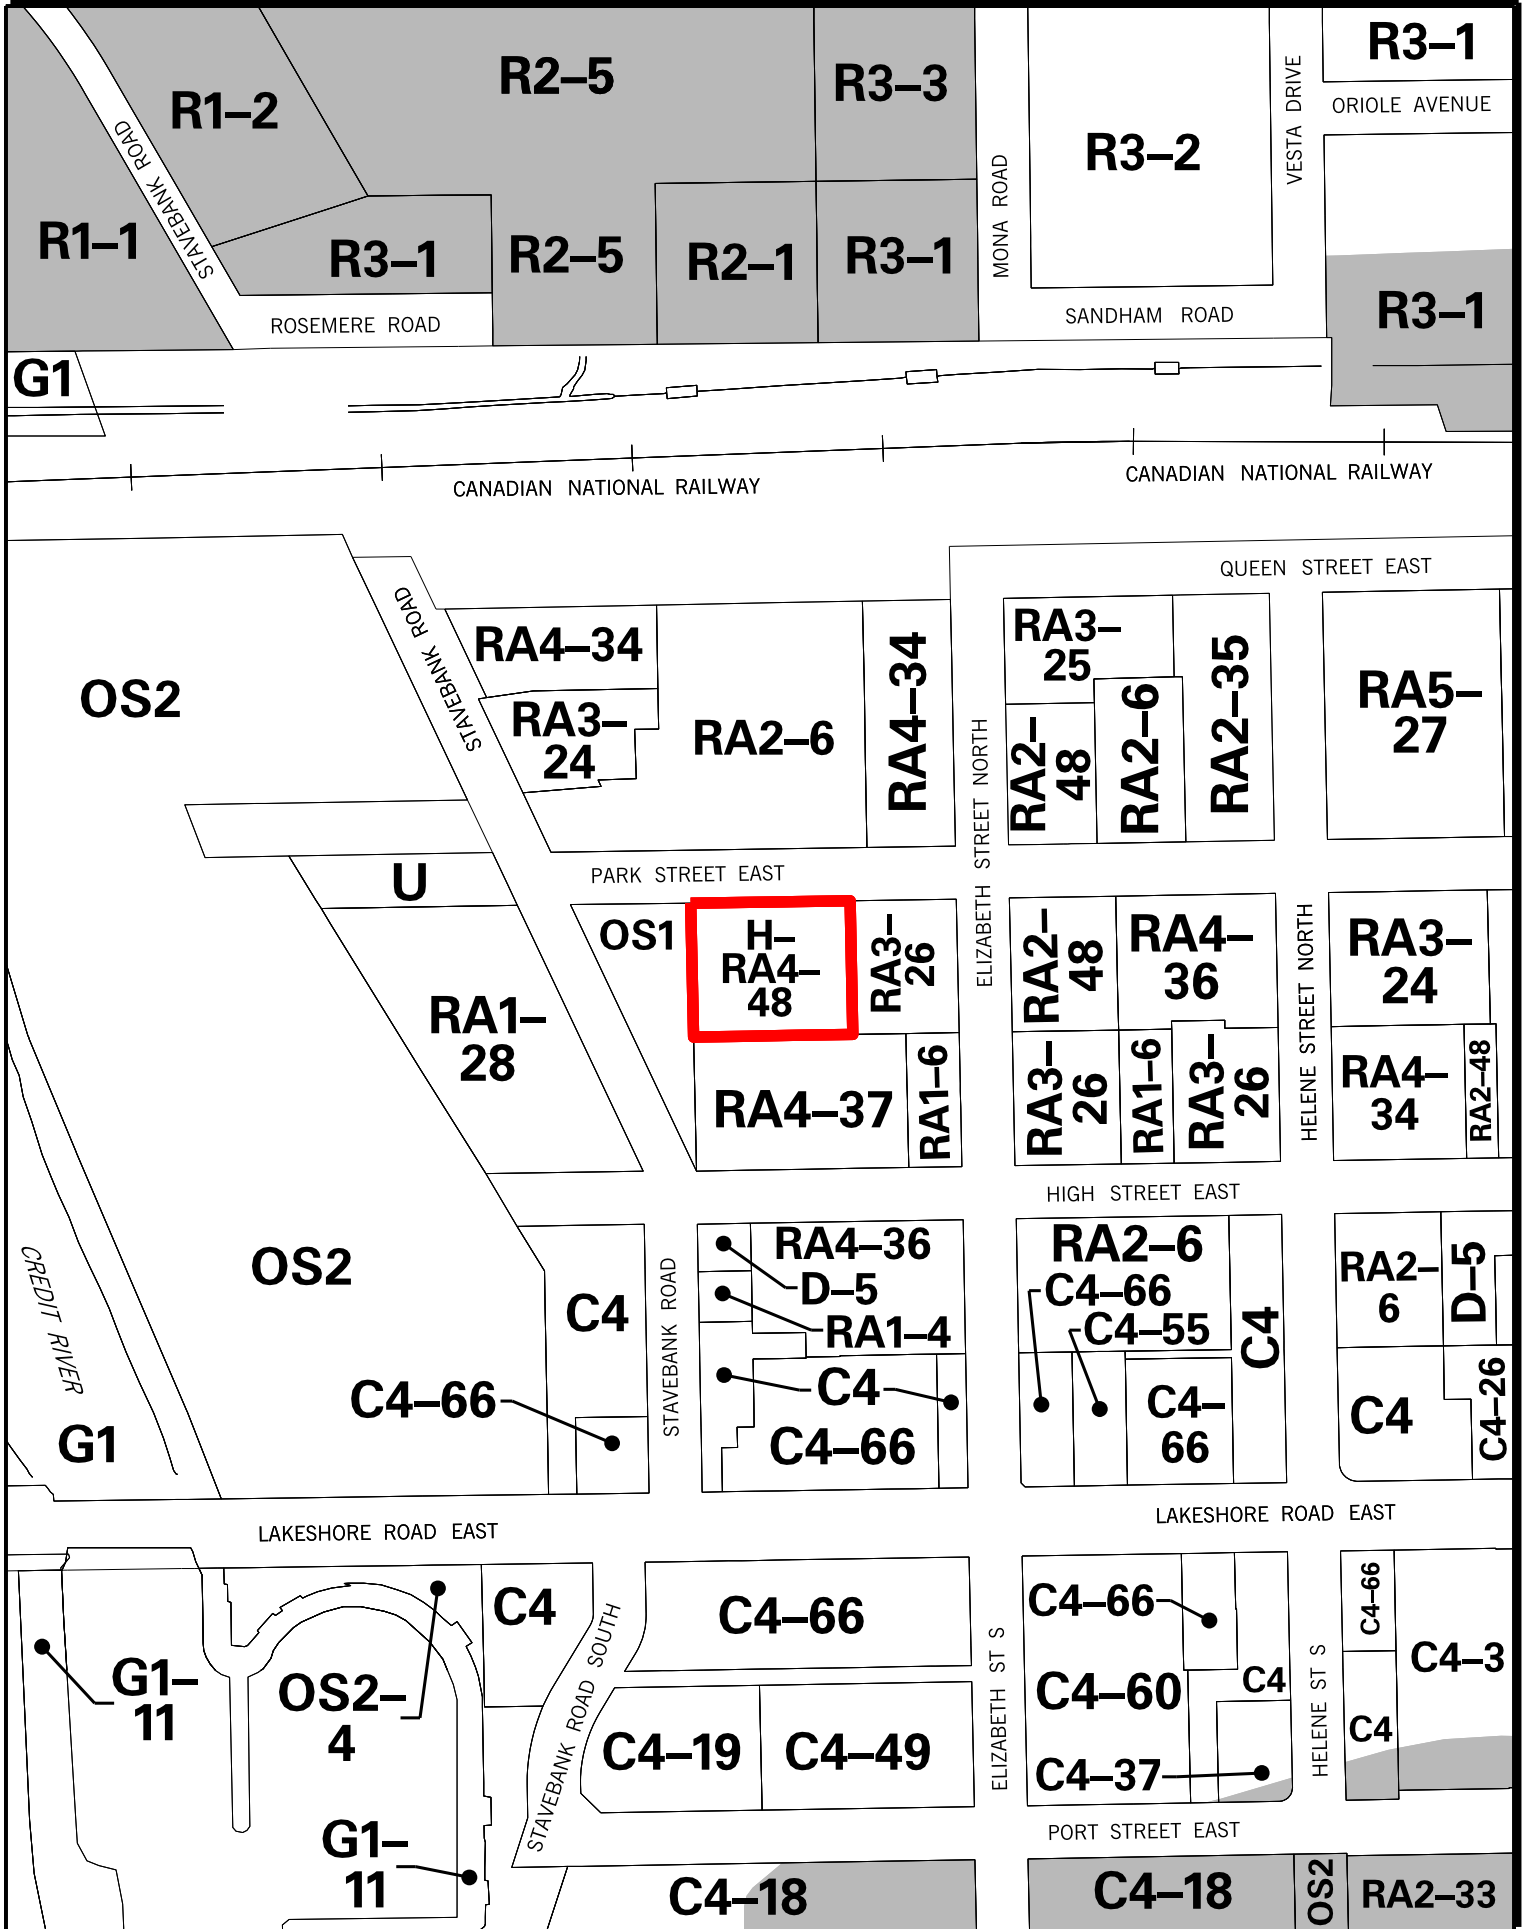 R3–1
R2–5
R3–3
R1–2
ORIOLE AVENUE
VESTA DRIVE
STAVEBANK ROAD
R3–2
MONA ROAD
R1–1
R3–1
R2–5
R2–1
R3–1
R3–1
ROSEMERE ROAD
SANDHAM ROAD
G1
CANADIAN NATIONAL RAILWAY
CANADIAN NATIONAL RAILWAY
QUEEN STREET EAST
STAVEBANK ROAD
RA4–34
RA3–
25
RA4–34
RA2–35
OS2
RA5–
27
RA3–
24
RA2–6
RA2–
48
RA2–6
ELIZABETH STREET NORTH
PARK STREET EAST
U
OS1
H–
RA4–
48
RA3–
26
RA2–
48
RA4–
36
HELENE STREET NORTH
RA3–
24
RA1–
28
RA4–37
RA1–6
RA3–
26
RA1–6
RA3–
26
RA4–
34
RA2–48
HIGH STREET EAST
CREDIT RIVER
OS2
C4
STAVEBANK ROAD
RA4–36
D–5
RA1–4
RA2–6
C4–66
C4–55
C4
RA2–
6
D–5
C4–66
C4
C4–66
C4–
66
C4
C4–26
G1
LAKESHORE ROAD EAST
LAKESHORE ROAD EAST
C4
C4–66
C4–66
C4–66
G1–
11
OS2–
4
STAVEBANK ROAD SOUTH
ELIZABETH ST S
C4–60
C4
HELENE ST S
C4–3
C4–19
C4–49
C4
C4–37
G1–
11
PORT STREET EAST
C4–18
C4–18
OS2
RA2–33